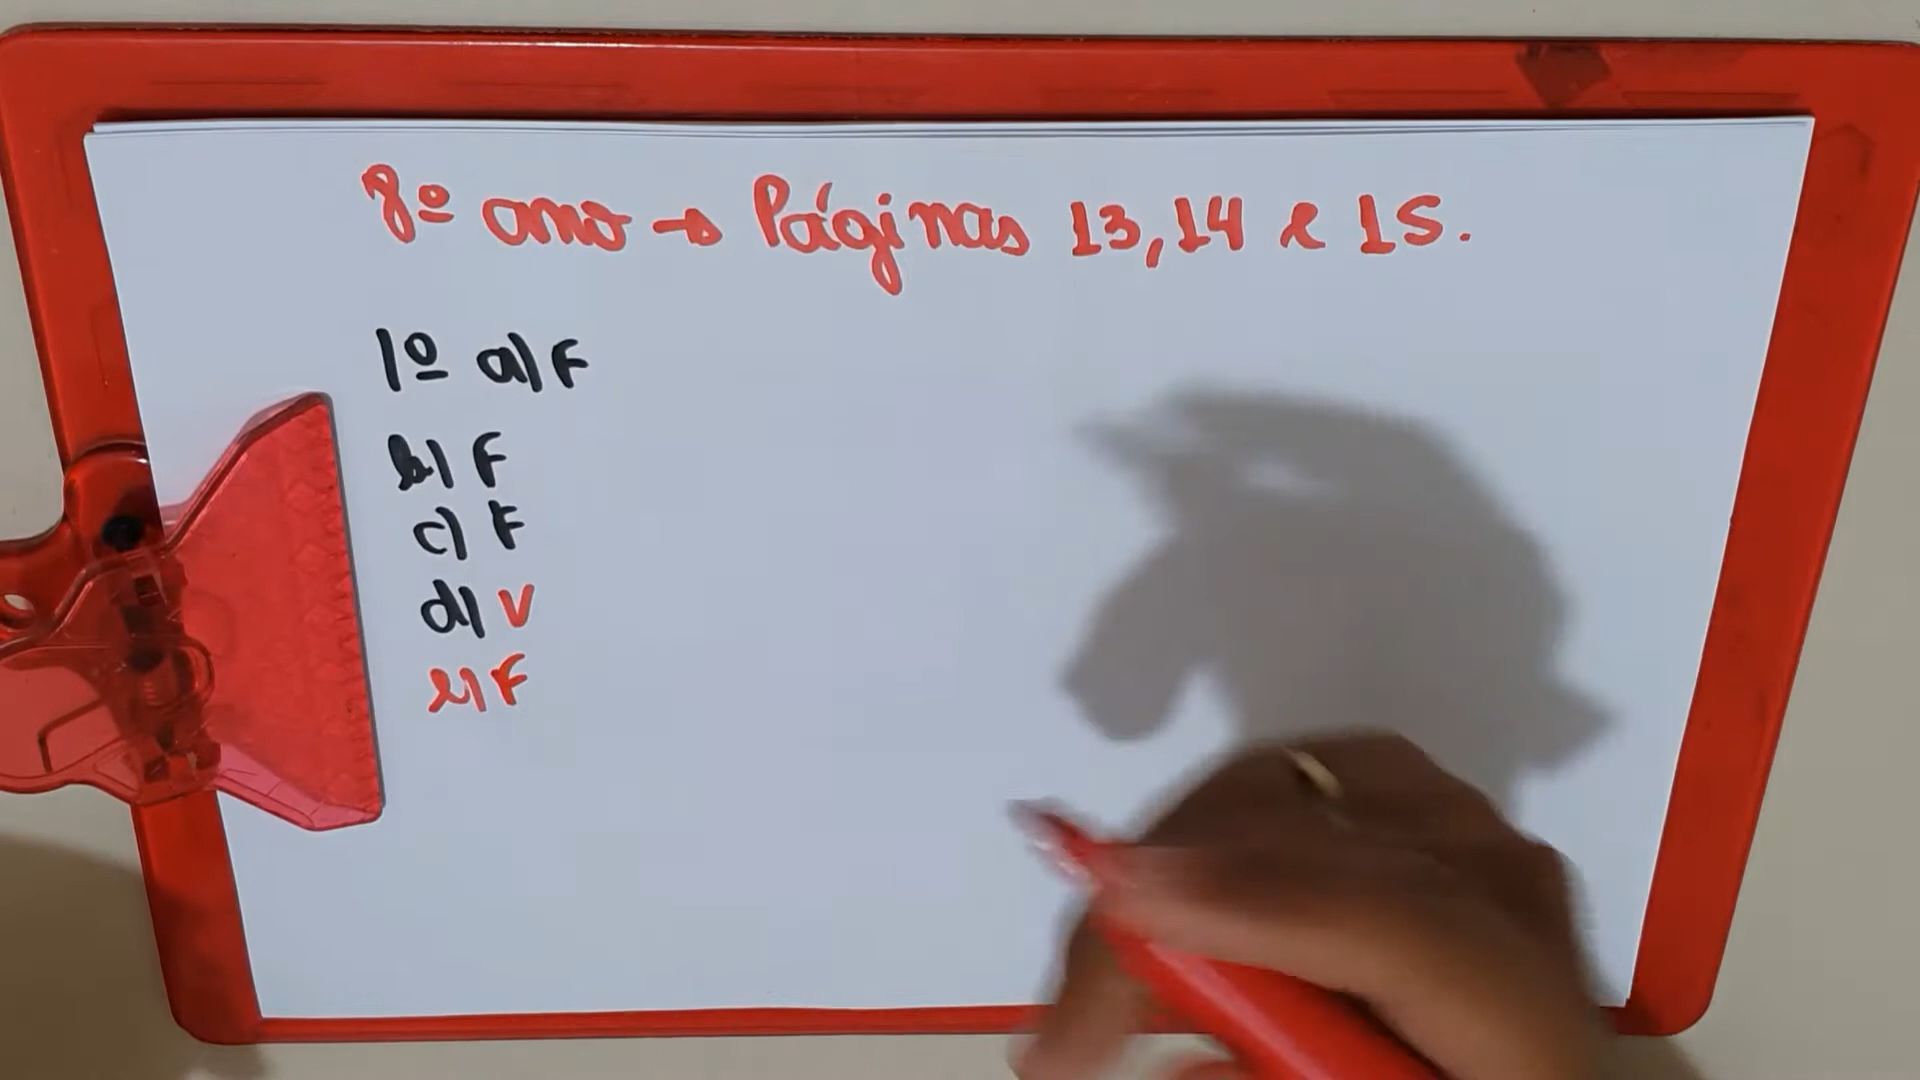 8º ano → Páginas 13, 14 e 15.
1º a) F
b) F
c) F
d) V
e) F